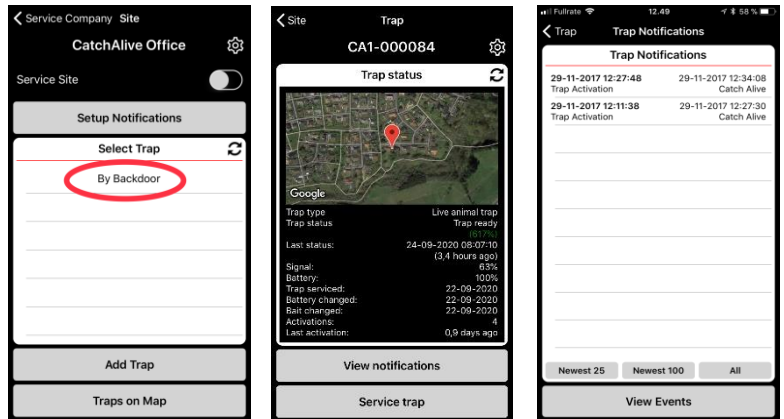 Service Company Site
CatchAlive Office
Service Site
Setup Notifications
Select Trap
By Backdoor
Add Trap
Traps on Map
Site Trap
CA1-000084
Trap status
Google
Trap type Live animal trap
Trap status Trap ready
(617%)
Last status: 24-09-2020 08:07:10
(3,4 hours ago)
Signal: 63%
Battery: 100%
Trap serviced: 22-09-2020
Battery changed: 22-09-2020
Bait changed: 22-09-2020
Activations: 4
Last activation: 0,9 days ago
View notifications
Service trap
Fullrate 12.49 58 %
Trap Trap Notifications
Trap Notifications
29-11-2017 12:27:48 29-11-2017 12:34:08
Trap Activation Catch Alive
29-11-2017 12:11:38 29-11-2017 12:27:30
Trap Activation Catch Alive
Newest 25 Newest 100 All
View Events